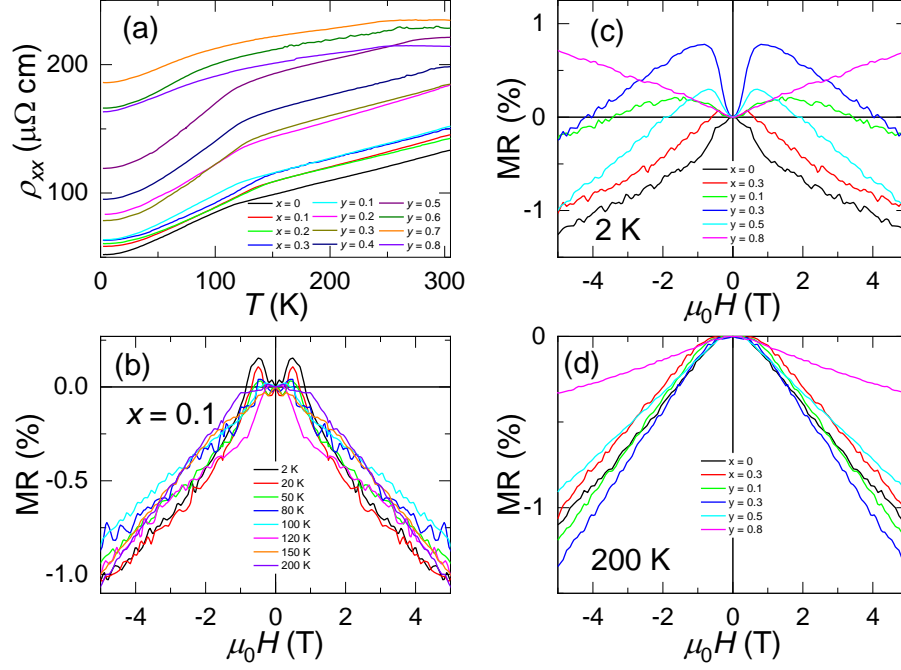 (a)
200
100
ρxx (μΩ cm)
x = 0
x = 0.1
x = 0.2
x = 0.3
y = 0.1
y = 0.2
y = 0.3
y = 0.4
y = 0.5
y = 0.6
y = 0.7
y = 0.8
0 100 200 300
T (K)
(c)
1
0
-1
MR (%)
x = 0
x = 0.3
y = 0.1
y = 0.3
y = 0.5
y = 0.8
2 K
-4 -2 0 2 4
μ0H (T)
(b)
0.0
-0.5
-1.0
MR (%)
x = 0.1
2 K
20 K
50 K
80 K
100 K
120 K
150 K
200 K
-4 -2 0 2 4
μ0H (T)
(d)
0
-1
MR (%)
x = 0
x = 0.3
y = 0.1
y = 0.3
y = 0.5
y = 0.8
200 K
-4 -2 0 2 4
μ0H (T)